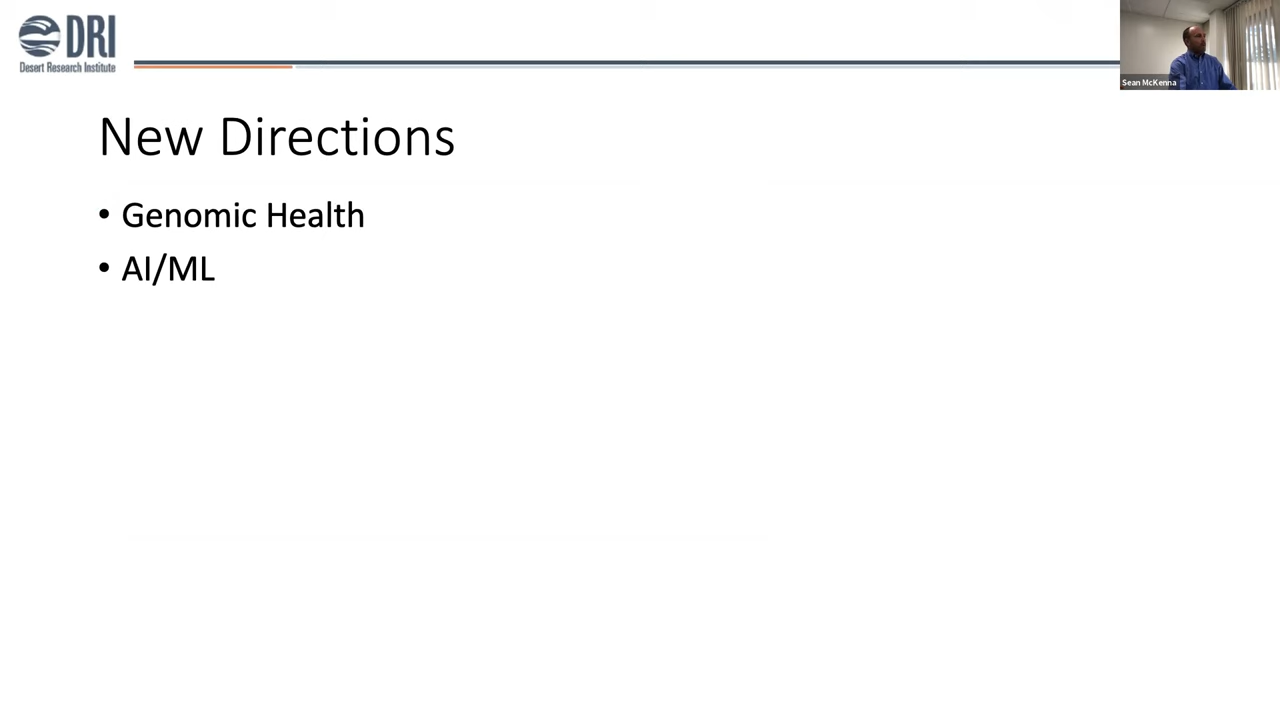 DRI
Desert Research Institute
Sean McKenna
New Directions
• Genomic Health
• AI/ML